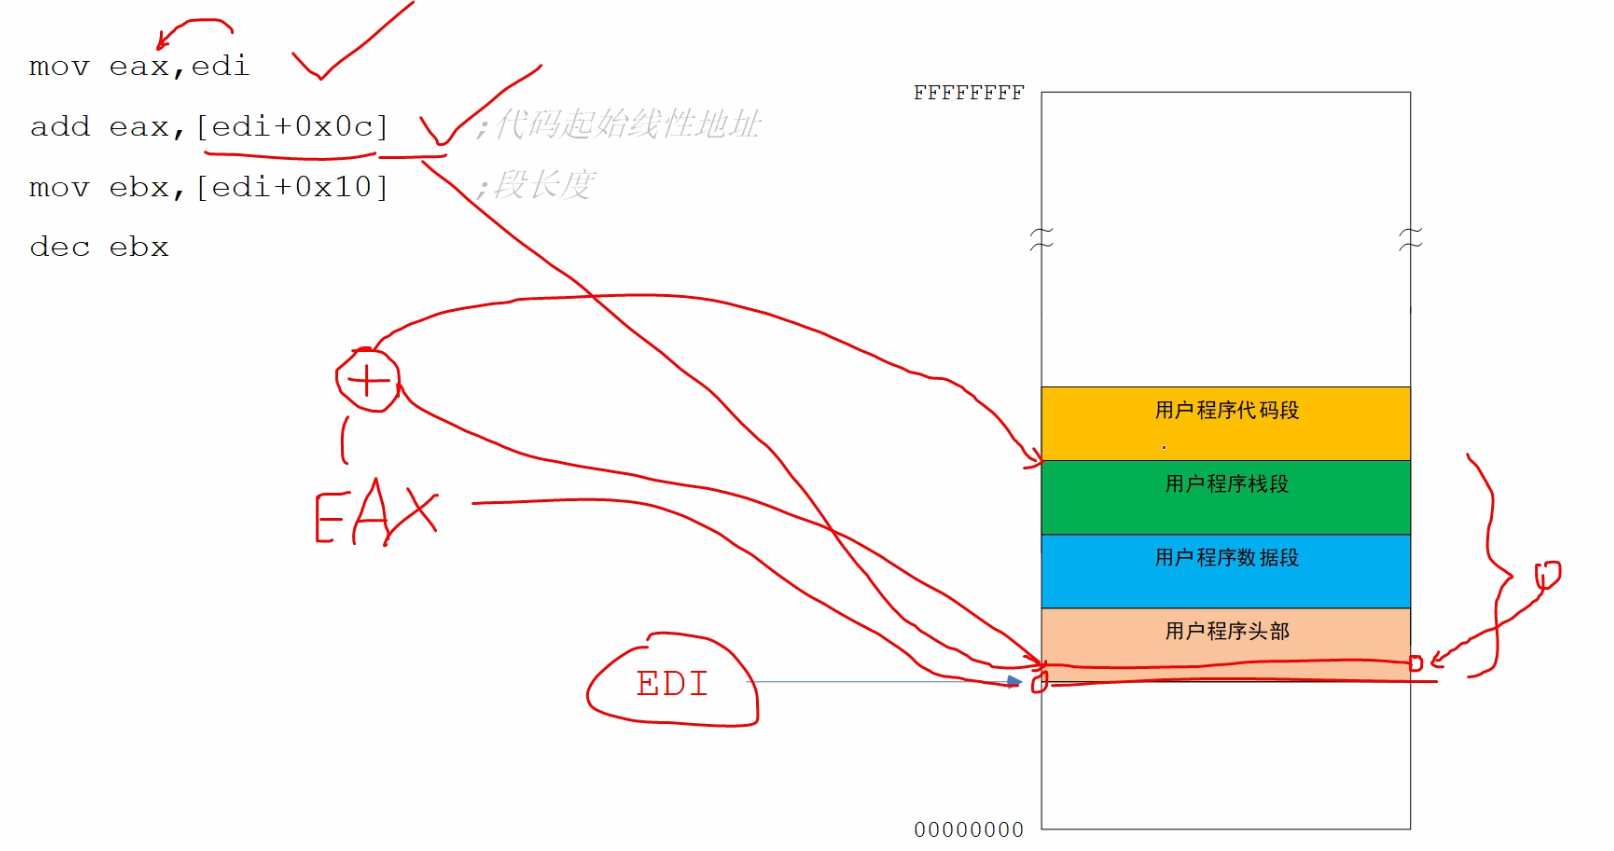 mov eax,edi
add eax,[edi+0x0c] ;代码起始线性地址
mov ebx,[edi+0x10] ;段长度
dec ebx
FFFFFFFF
用户程序代码段
+
用户程序栈段
EAX
用户程序数据段
用户程序头部
EDI
00000000